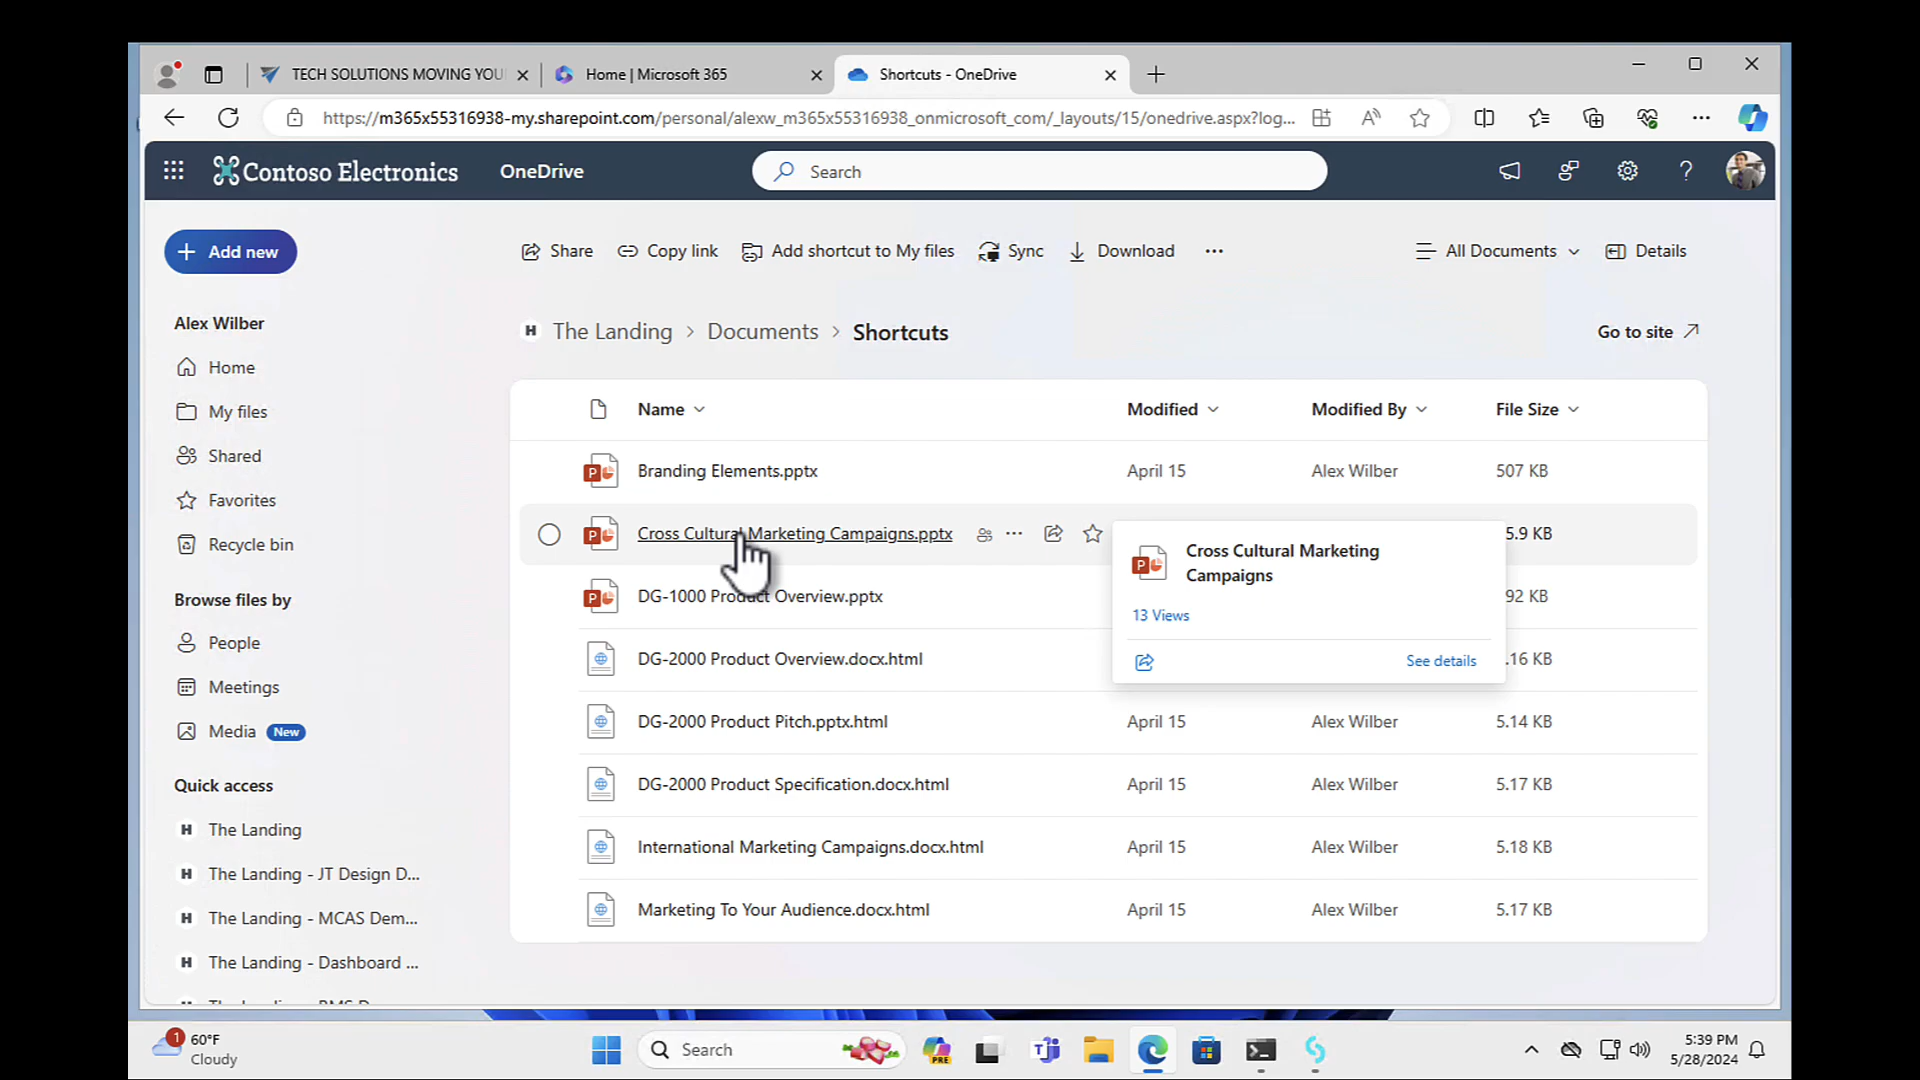 TECH SOLUTIONS MOVING YOU
Home | Microsoft 365
Shortcuts - OneDrive
https://m365x55316938-my.sharepoint.com/personal/alexw_m365x55316938_onmicrosoft_com/_layouts/15/onedrive.aspx?log...
Contoso Electronics
OneDrive
Search
Add new
Share
Copy link
Add shortcut to My files
Sync
Download
All Documents
Details
Alex Wilber
Home
My files
Shared
Favorites
Recycle bin
Browse files by
People
Meetings
Media New
Quick access
The Landing
The Landing - JT Design D...
The Landing - MCAS Dem...
The Landing - Dashboard ...
The Landing > Documents > Shortcuts
Go to site
Name
Modified
Modified By
File Size
Branding Elements.pptx April 15 Alex Wilber 507 KB
Cross Cultural Marketing Campaigns.pptx 5.9 KB
Cross Cultural Marketing
Campaigns
13 Views
See details
DG-1000 Product Overview.pptx 92 KB
DG-2000 Product Overview.docx.html .16 KB
DG-2000 Product Pitch.pptx.html April 15 Alex Wilber 5.14 KB
DG-2000 Product Specification.docx.html April 15 Alex Wilber 5.17 KB
International Marketing Campaigns.docx.html April 15 Alex Wilber 5.18 KB
Marketing To Your Audience.docx.html April 15 Alex Wilber 5.17 KB
1
60°F
Cloudy
Search
PRE
5:39 PM
5/28/2024